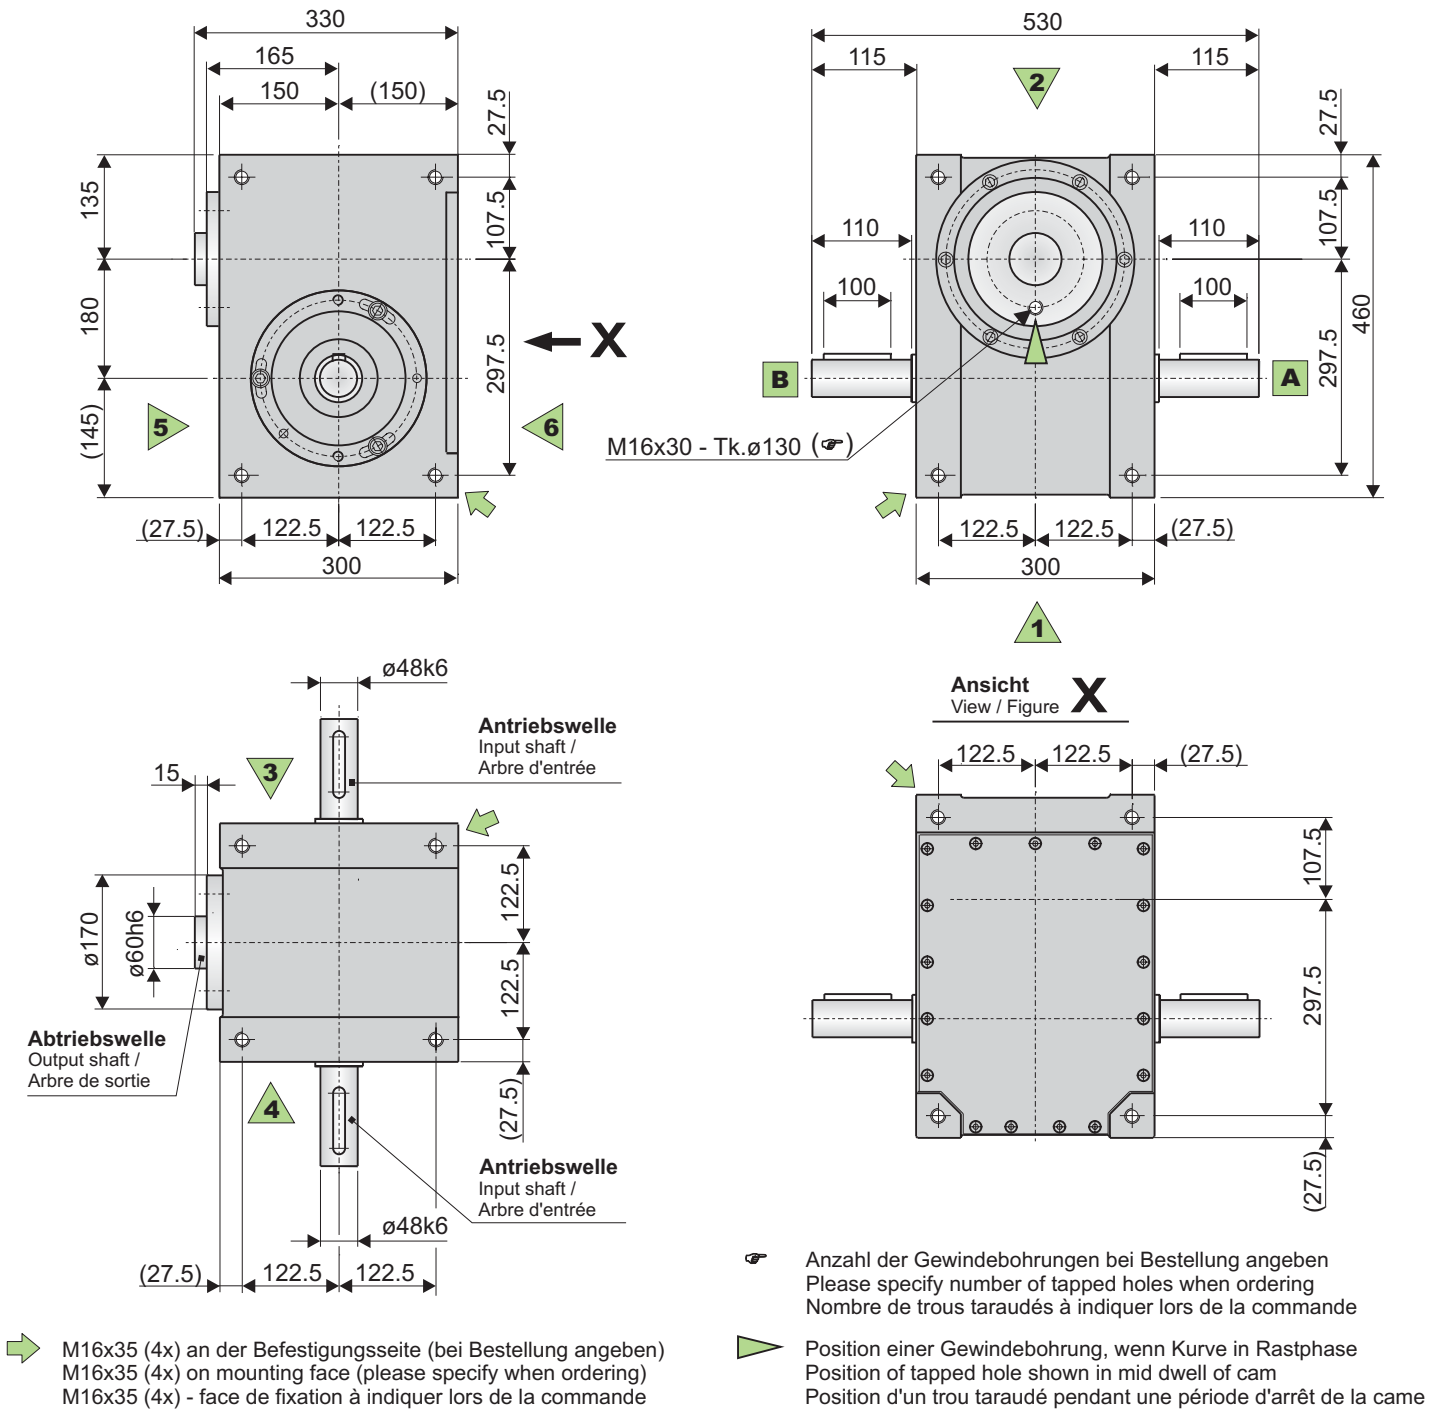 330
165
150
(150)
27.5
135
107.5
180
297.5
(145)
X
5
6
(27.5)
122.5
122.5
300
530
115
115
2
27.5
110
110
107.5
100
100
460
297.5
B
A
M16x30 - Tk.ø130 (☞)
122.5
122.5
(27.5)
300
1
ø48k6
Antriebswelle
Input shaft /
Arbre d'entrée
15
3
122.5
ø170
ø60h6
122.5
Abtriebswelle
Output shaft /
Arbre de sortie
4
(27.5)
Antriebswelle
Input shaft /
Arbre d'entrée
ø48k6
(27.5)
122.5
122.5
Ansicht
View / Figure X
122.5
122.5
(27.5)
107.5
297.5
(27.5)
☞ Anzahl der Gewindebohrungen bei Bestellung angeben
Please specify number of tapped holes when ordering
Nombre de trous taraudés à indiquer lors de la commande
M16x35 (4x) an der Befestigungsseite (bei Bestellung angeben)
M16x35 (4x) on mounting face (please specify when ordering)
M16x35 (4x) - face de fixation à indiquer lors de la commande
Position einer Gewindebohrung, wenn Kurve in Rastphase
Position of tapped hole shown in mid dwell of cam
Position d'un trou taraudé pendant une période d'arrêt de la came